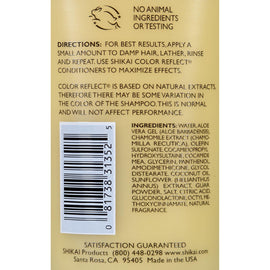 NO ANIMAL
INGREDIENTS
OR TESTING
DIRECTIONS: FOR BEST RESULTS, APPLY A
SMALL AMOUNT TO DAMP HAIR, LATHER, RINSE
AND REPEAT. USE SHIKAI COLOR REFLECT®
CONDITIONERS TO MAXIMIZE EFFECTS.
COLOR REFLECT® IS BASED ON NATURAL EXTRACTS.
THEREFORE THERE MAY BE SOME VARIATION IN
THE COLOR OF THE SHAMPOO. THIS IS NORMAL
AND WILL NOT AFFECT PERFORMANCE.
INGREDIENTS: WATER, ALOE
VERA GEL, (ALOE BARBADENSIS),
CHAMOMILE EXTRACT (CHAMO-
MILLA RECUTITA), OLEFIN
SULFONATE, COCAMIDOPROPYL
HYDROXYSULTAINE, COCAMIDE
MEA, GLYCERIN, PANTHENOL,
AMODIMETHICONE, GLYCOL
DISTEARATE, COCONUT OIL,
SUNFLOWER (HELIANTHUS
ANNUUS) EXTRACT, GUAR
POWDER, SALT, CITRIC ACID,
OCTYL
METHOXYCINNAMATE, NATURAL
FRAGRANCE
0 81738 31352 5
SATISFACTION GUARANTEED
SHIKAI Products (800) 448-0298 www.shikai.com
Santa Rosa, CA. 95405 Made in the USA